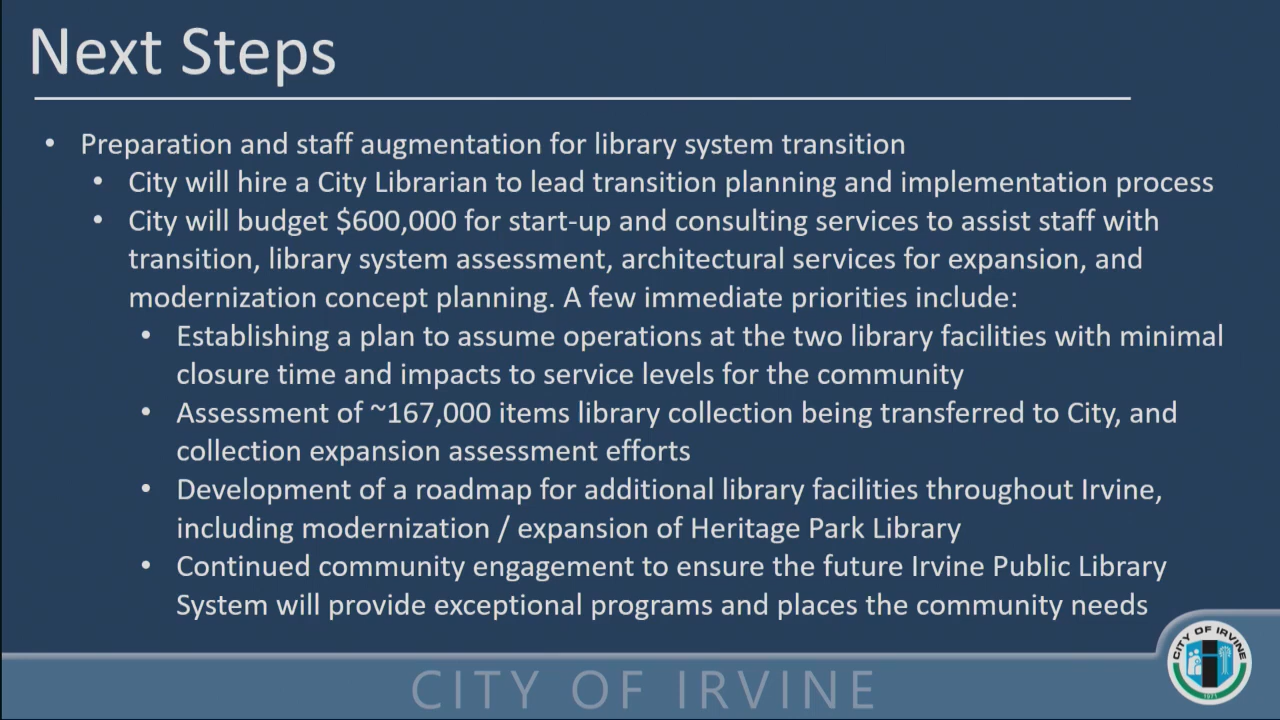 Next Steps
• Preparation and staff augmentation for library system transition
• City will hire a City Librarian to lead transition planning and implementation process
• City will budget $600,000 for start-up and consulting services to assist staff with
transition, library system assessment, architectural services for expansion, and
modernization concept planning. A few immediate priorities include:
• Establishing a plan to assume operations at the two library facilities with minimal
closure time and impacts to service levels for the community
• Assessment of ~167,000 items library collection being transferred to City, and
collection expansion assessment efforts
• Development of a roadmap for additional library facilities throughout Irvine,
including modernization / expansion of Heritage Park Library
• Continued community engagement to ensure the future Irvine Public Library
System will provide exceptional programs and places the community needs
CITY OF IRVINE
CITY OF IRVINE
1971